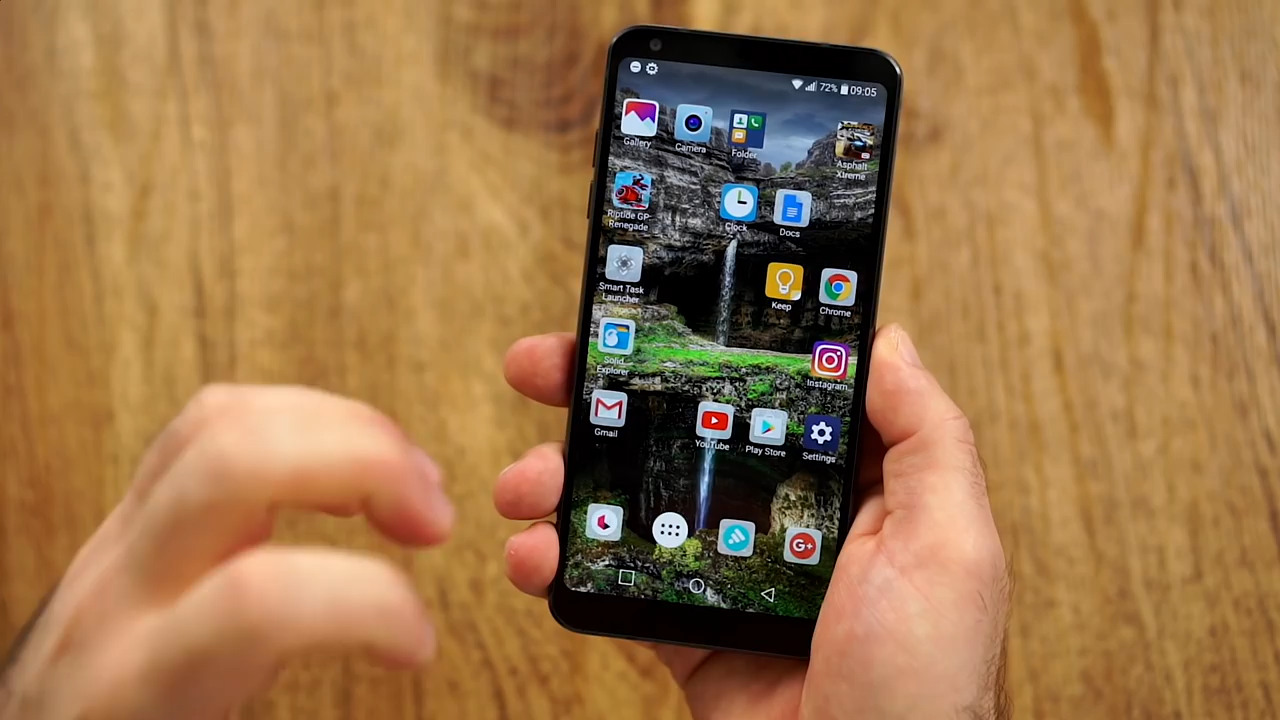 72% 09:05
Gallery
Camera
Folder
Asphalt
Xtreme
Riptide GP
Renegade
Clock
Docs
Smart Task
Launcher
Keep
Chrome
Solid
Explorer
Instagram
Gmail
YouTube
Play Store
Settings
G+